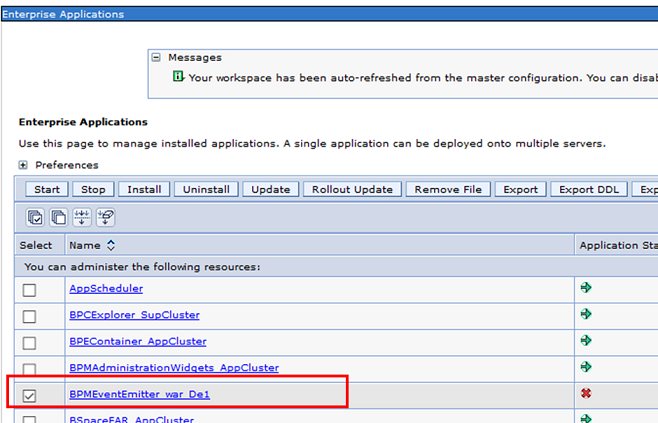 Enterprise Applications
Messages
Your workspace has been auto-refreshed from the master configuration. You can disab
Enterprise Applications
Use this page to manage installed applications. A single application can be deployed onto multiple servers.
Preferences
Start Stop Install Uninstall Update Rollout Update Remove File Export Export DDL Exp
Select Name Application Sta
You can administer the following resources:
AppScheduler
BPCExplorer_SupCluster
BPEContainer_AppCluster
BPMAdministrationWidgets_AppCluster
BPMEventEmitter_war_De1
BSpaceEAR_AppCluster